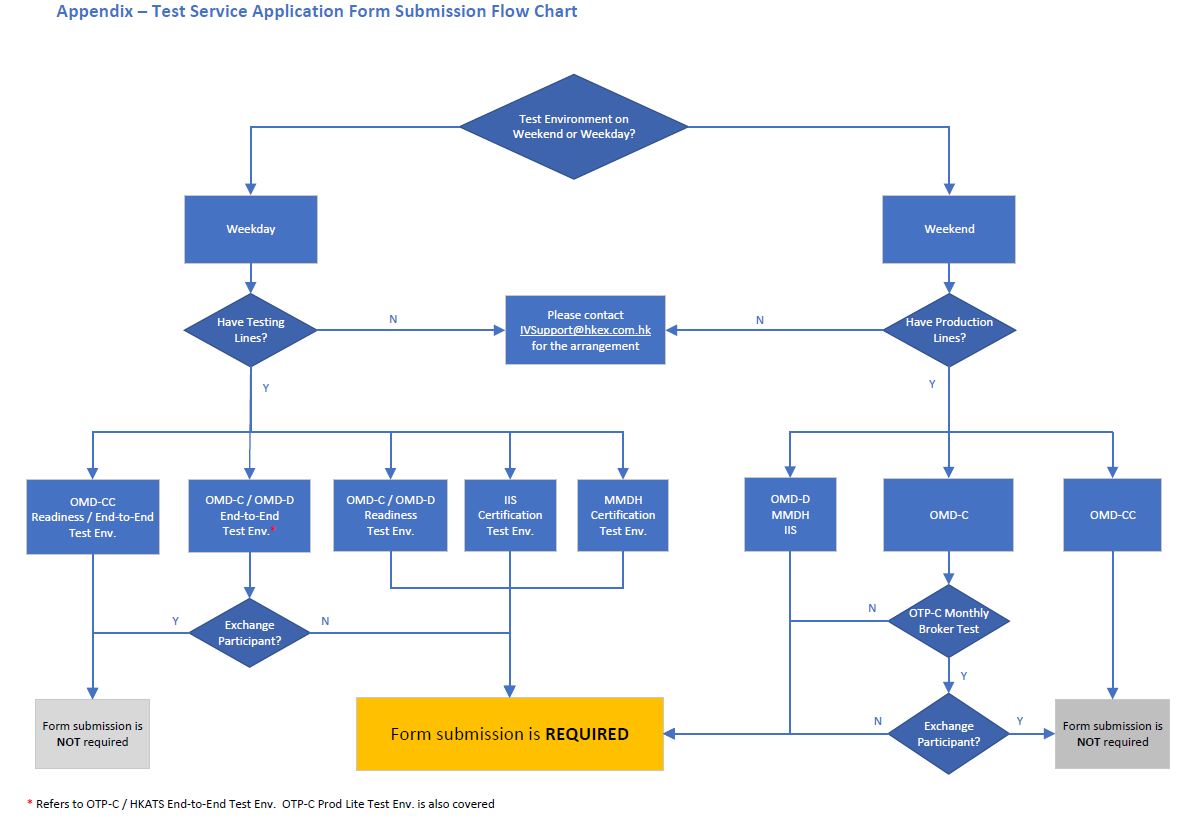 Appendix – Test Service Application Form Submission Flow Chart
Test Environment on
Weekend or Weekday?
Weekday
Weekend
Have Testing
Lines?
N
Please contact
IVSupport@hkex.com.hk
for the arrangement
N
Have Production
Lines?
Y
Y
OMD-CC
Readiness / End-to-End
Test Env.
OMD-C / OMD-D
End-to-End
Test Env.*
OMD-C / OMD-D
Readiness
Test Env.
IIS
Certification
Test Env.
MMDH
Certification
Test Env.
OMD-D
MMDH
IIS
OMD-C
OMD-CC
Y
Exchange
Participant?
N
N
OTP-C Monthly
Broker Test
Y
Form submission is
NOT required
Form submission is REQUIRED
N
Exchange
Participant?
Y
Form submission is
NOT required
* Refers to OTP-C / HKATS End-to-End Test Env.  OTP-C Prod Lite Test Env. is also covered